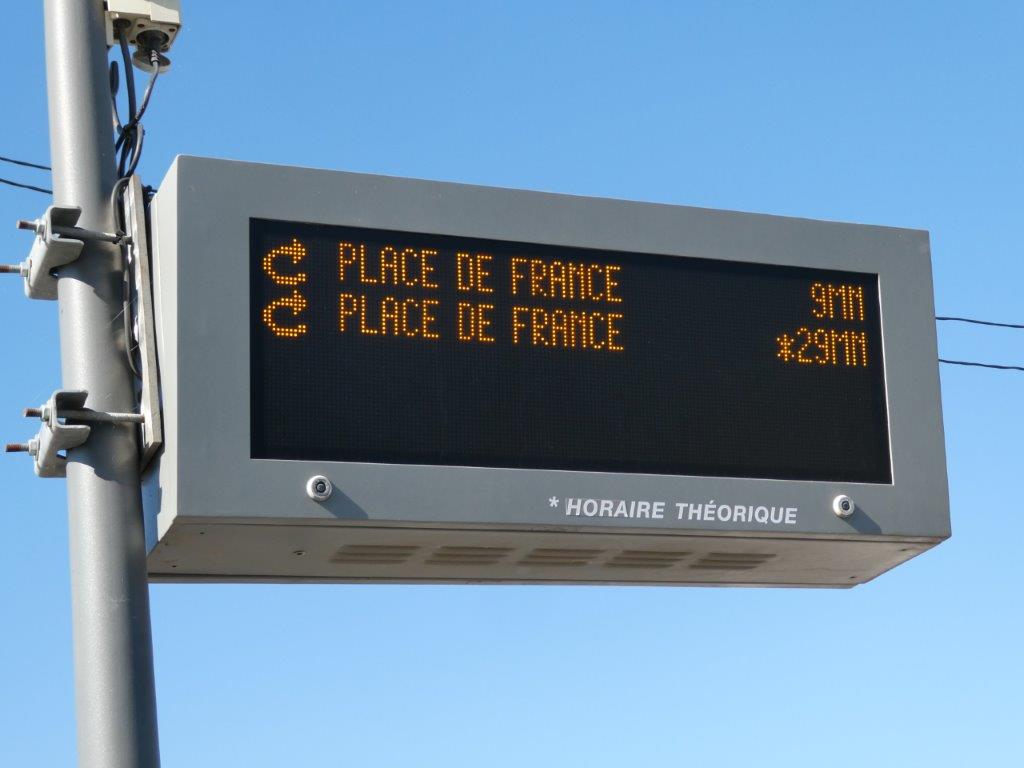 C PLACE DE FRANCE 9MN
C PLACE DE FRANCE *29MN
* HORAIRE THÉORIQUE